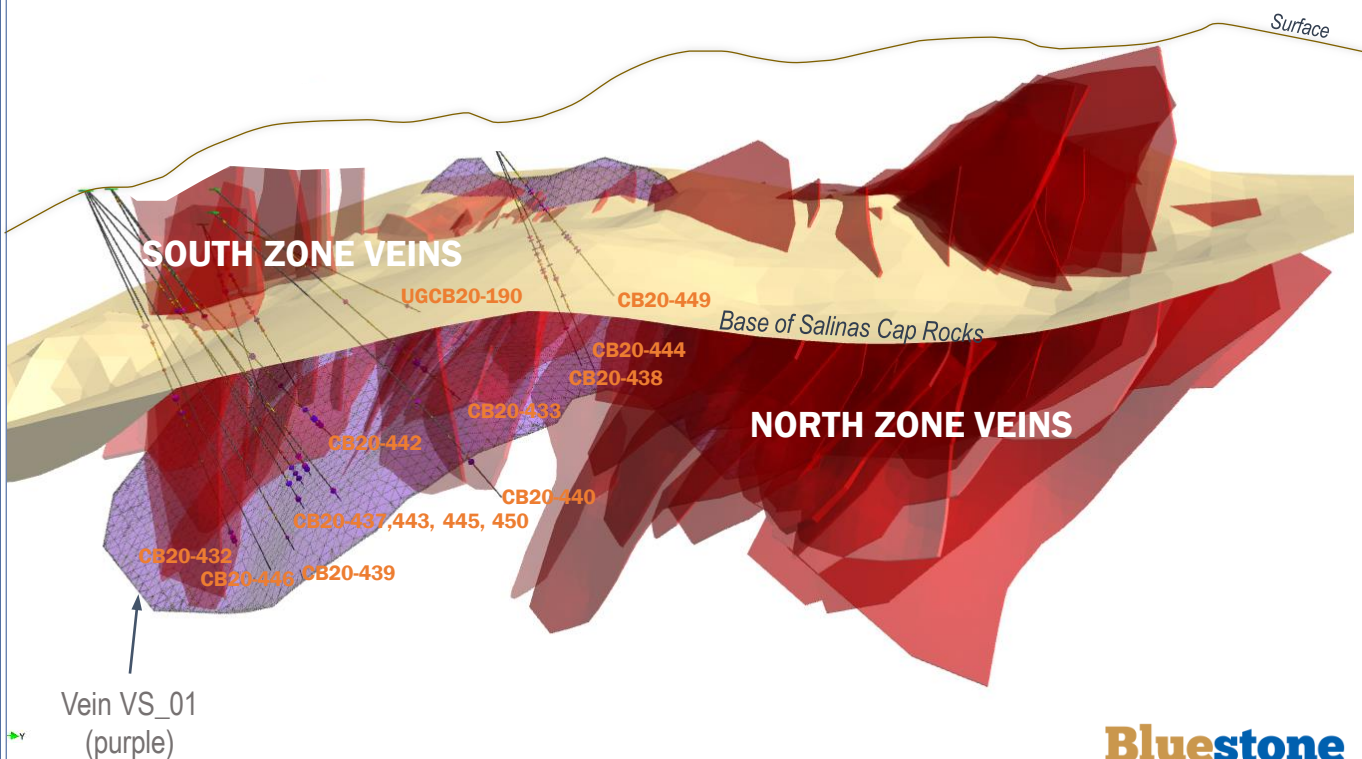 Surface
SOUTH ZONE VEINS
UGCB20-190
CB20-449
Base of Salinas Cap Rocks
CB20-444
CB20-438
CB20-433
NORTH ZONE VEINS
CB20-442
CB20-440
CB20-437,443, 445, 450
CB20-432
CB20-446
CB20-439
Vein VS_01
(purple)
Y
Bluestone